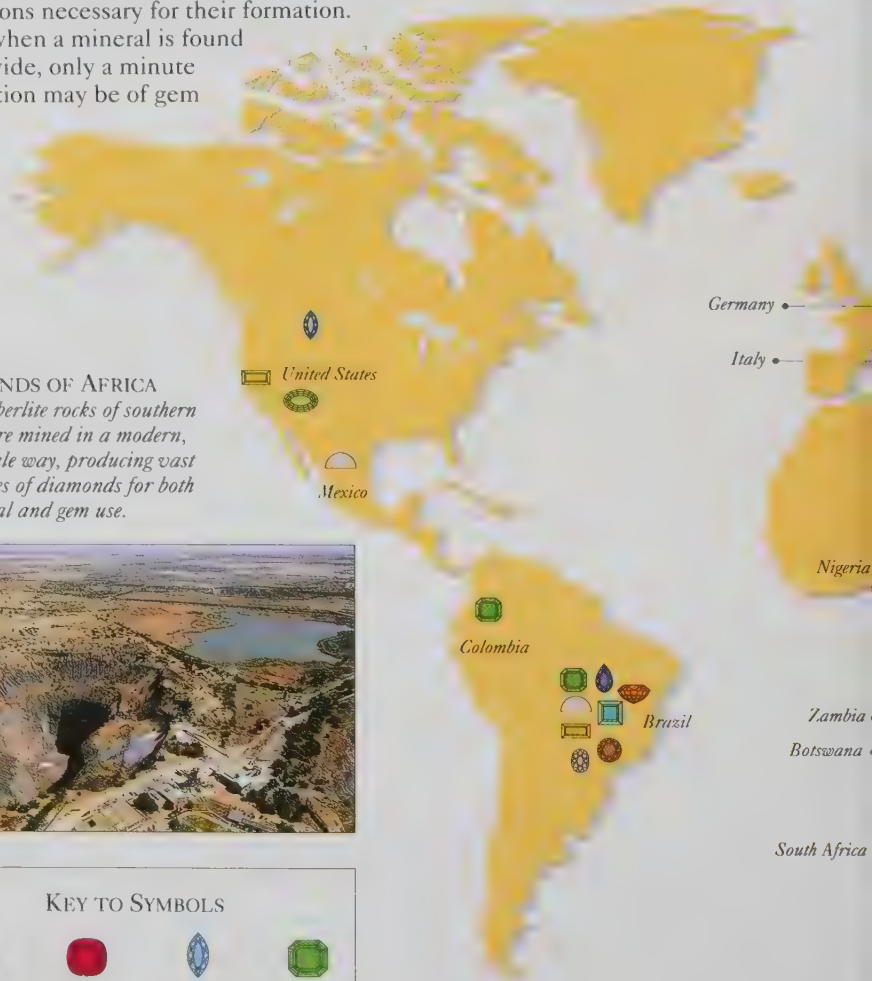 ons necessary for their formation.
when a mineral is found
vide, only a minute
tion may be of gem
Germany
Italy
NDS OF AFRICA
berlite rocks of southern
re mined in a modern,
le way, producing vast
es of diamonds for both
al and gem use.
United States
Mexico
Nigeria
Colombia
Brazil
Zambia
Botswana
South Africa
KEY TO SYMBOLS